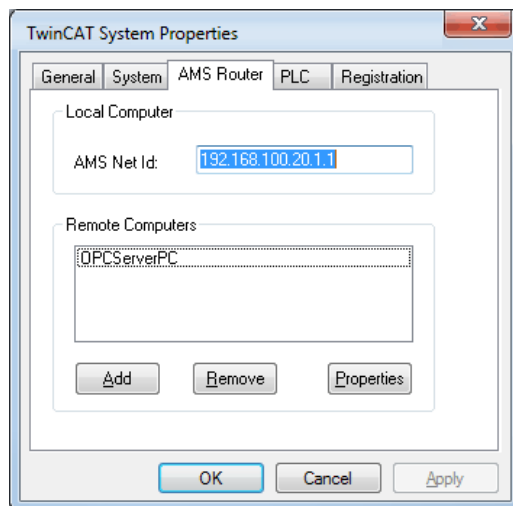 TwinCAT System Properties
General System AMS Router PLC Registration
Local Computer
AMS Net Id: 192.168.100.20.1.1
Remote Computers
OPCServerPC
Add Remove Properties
OK Cancel Apply